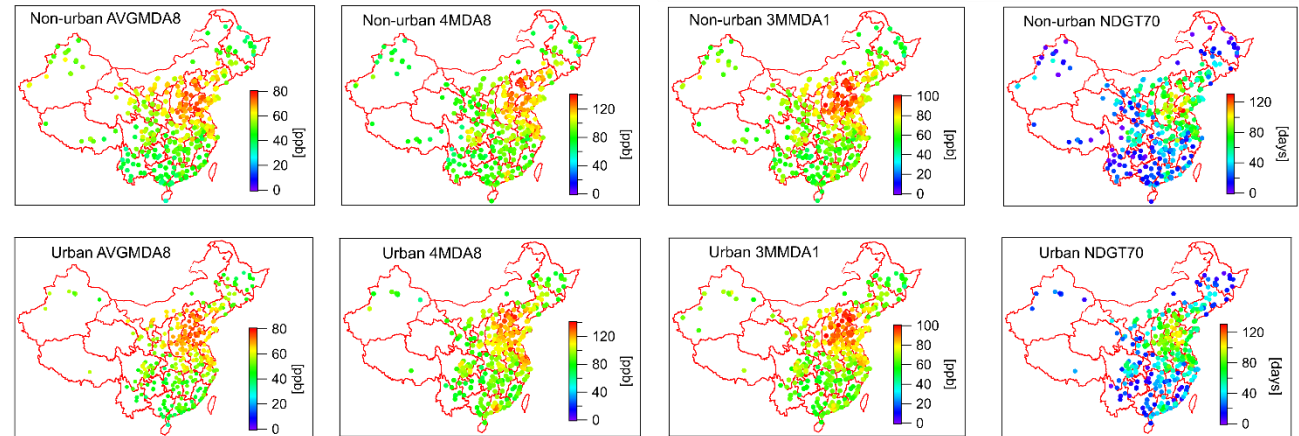 Non-urban AVGMDA8
80
60
40
20
0
[ppb]
Non-urban 4MDA8
120
80
40
0
[ppb]
Non-urban 3MMDA1
100
80
60
40
20
0
[ppb]
Non-urban NDGT70
120
80
40
0
[days]
Urban AVGMDA8
80
60
40
20
0
[ppb]
Urban 4MDA8
120
80
40
0
[ppb]
Urban 3MMDA1
100
80
60
40
20
0
[ppb]
Urban NDGT70
120
80
40
0
[days]